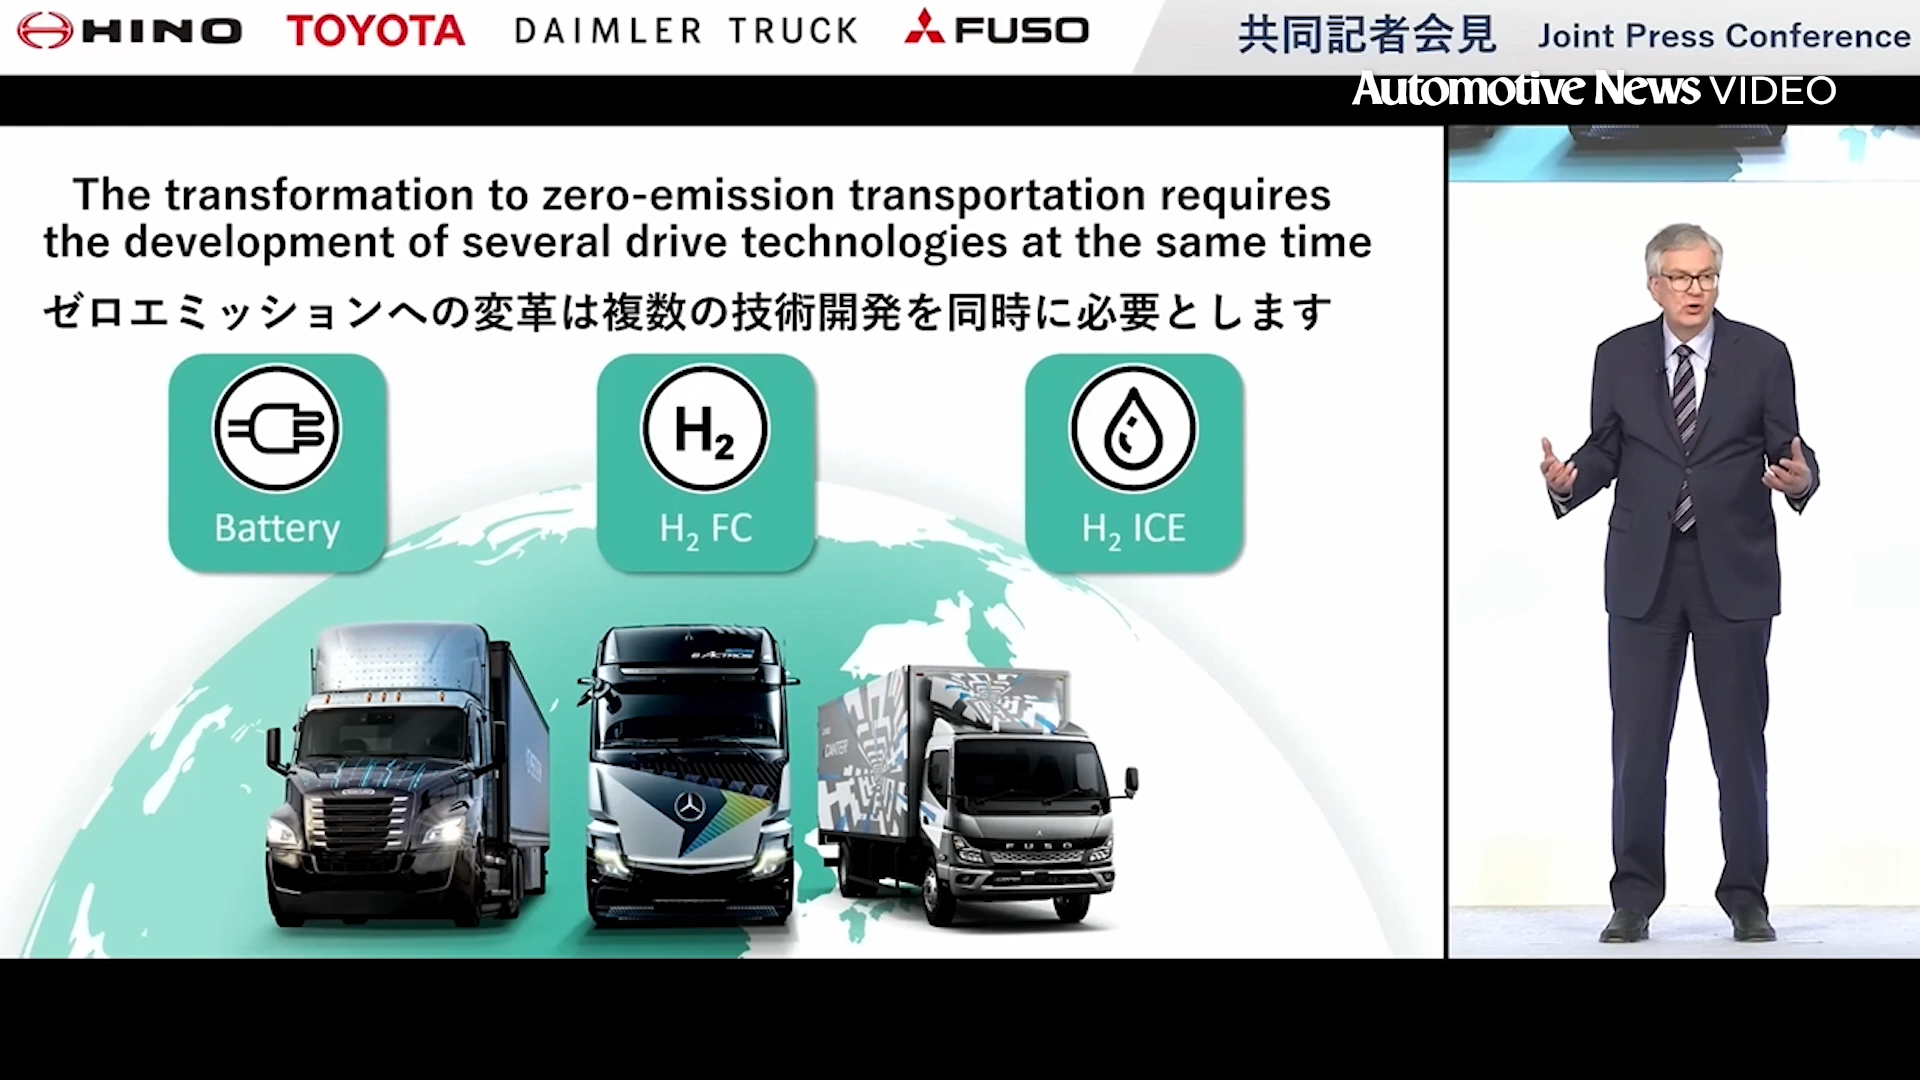 HINO TOYOTA DAIMLER TRUCK FUSO 共同記者会見 Joint Press Conference
Automotive News VIDEO
The transformation to zero-emission transportation requires
the development of several drive technologies at the same time
ゼロエミッションへの変革は複数の技術開発を同時に必要とします
H₂
Battery
H₂ FC
H₂ ICE
CANTER
FUSO